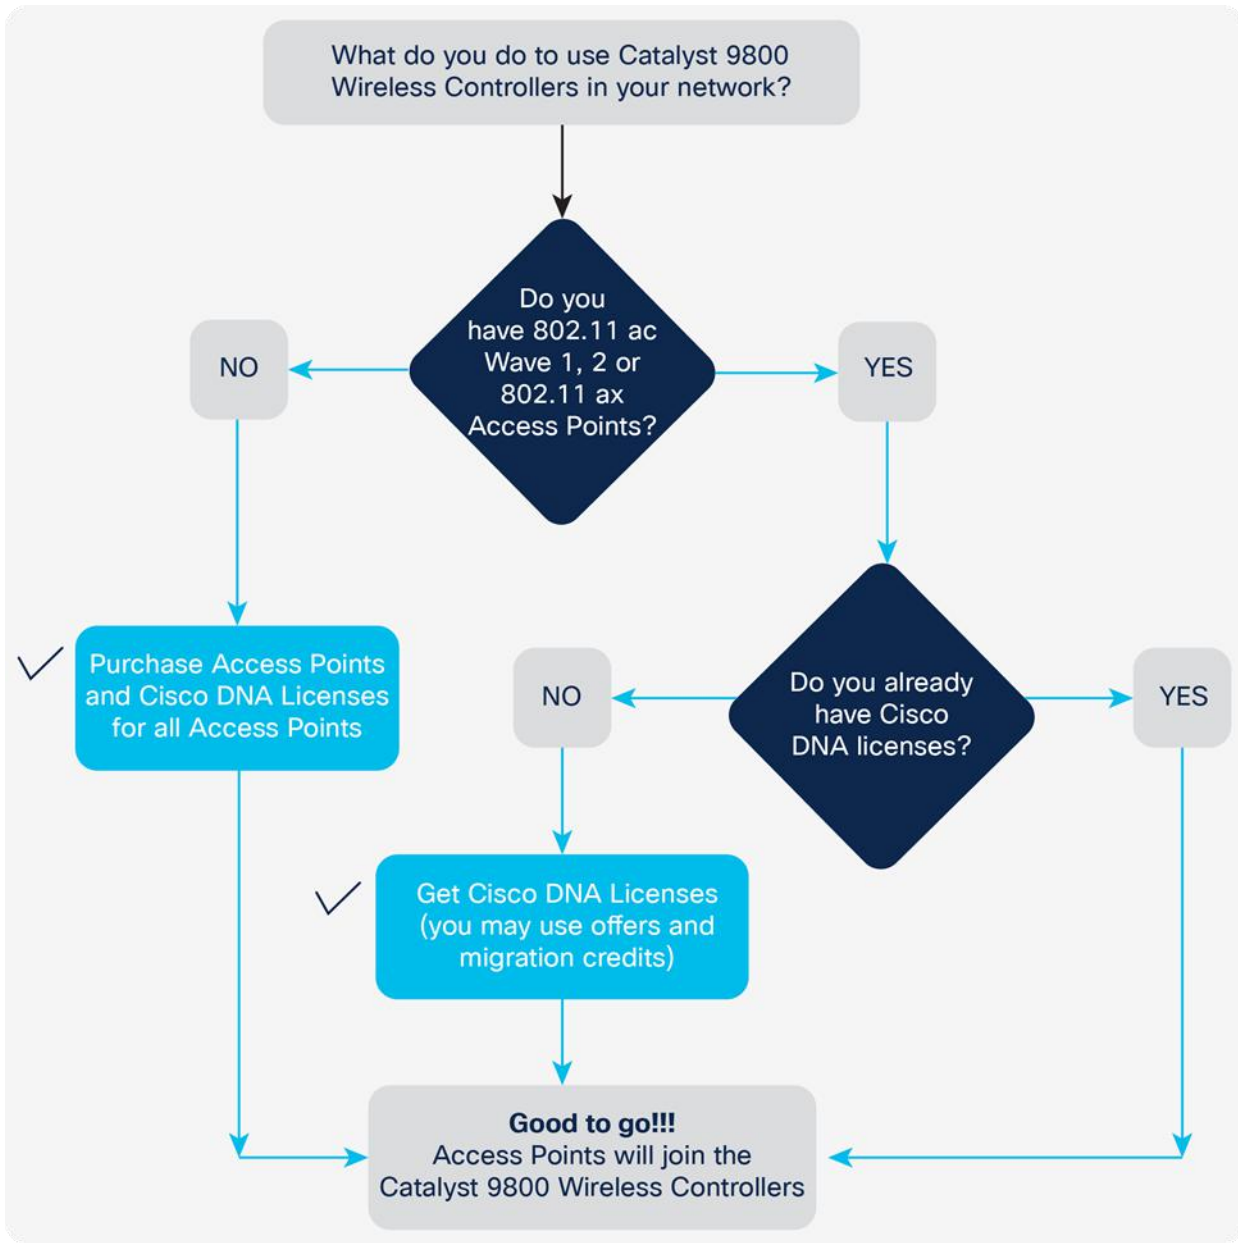 What do you do to use Catalyst 9800
Wireless Controllers in your network?
Do you
have 802.11 ac
Wave 1, 2 or
802.11 ax
Access Points?
NO
YES
Purchase Access Points
and Cisco DNA Licenses
for all Access Points
NO
Do you already
have Cisco
DNA licenses?
YES
Get Cisco DNA Licenses
(you may use offers and
migration credits)
Good to go!!!
Access Points will join the
Catalyst 9800 Wireless Controllers